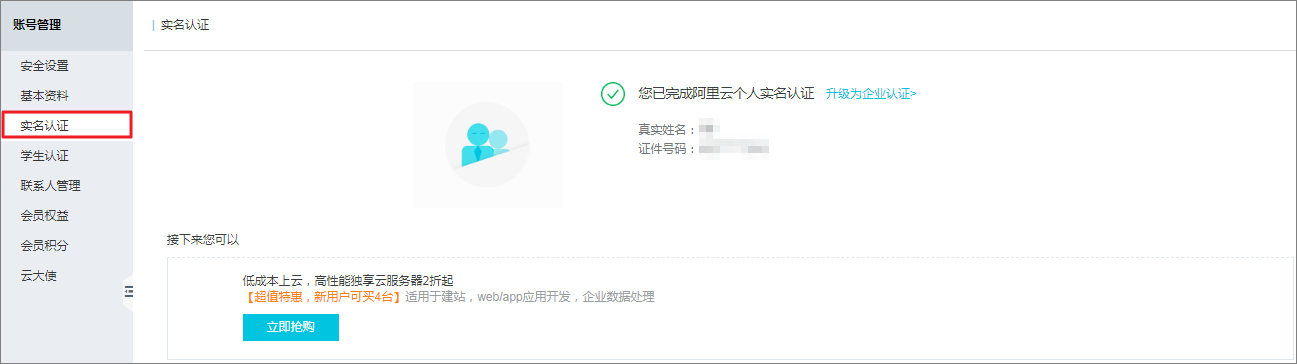 账号管理
| 实名认证
安全设置
基本资料
实名认证
学生认证
联系人管理
会员权益
会员积分
云大使
您已完成阿里云个人实名认证 升级为企业认证>
真实姓名：
证件号码：
接下来您可以
低成本上云，高性能独享云服务器2折起
【超值特惠，新用户可买4台】适用于建站，web/app应用开发，企业数据处理
立即抢购